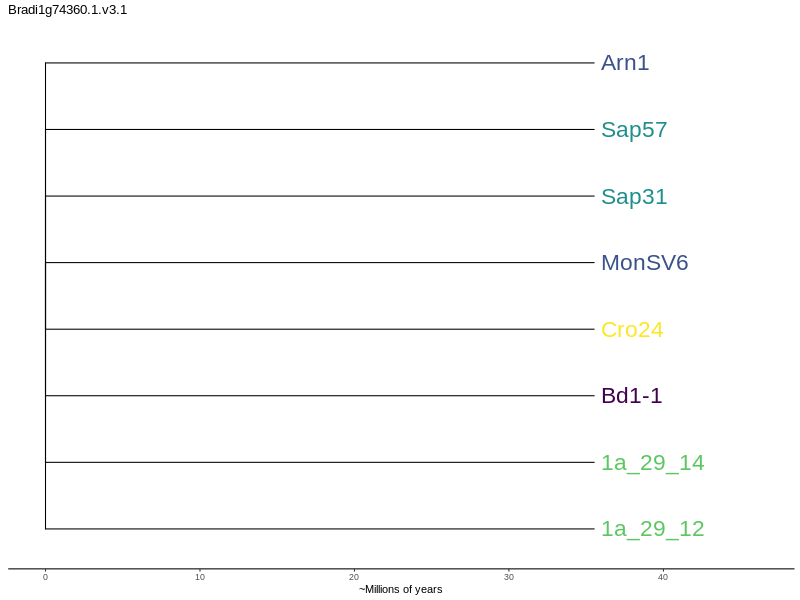 Bradi1g74360.1.v3.1
Arn1
Sap57
Sap31
MonSV6
Cro24
Bd1-1
1a_29_14
1a_29_12
0 10 20 30 40
~Millions of years